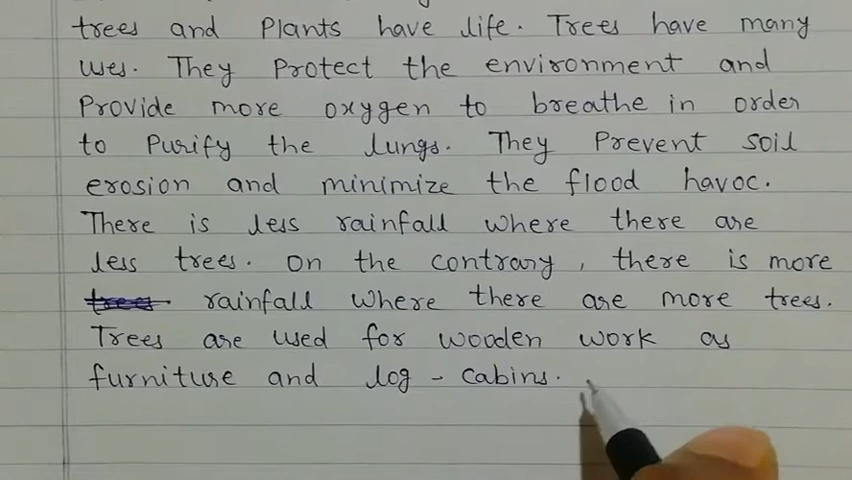 trees and Plants have life. Trees have many
uses. They Protect the environment and
Provide more oxygen to breathe in order
to Purify the lungs. They Prevent soil
erosion and minimize the flood havoc.
There is less rainfall where there are
less trees. On the contrary, there is more
trees rainfall where there are more trees.
Trees are used for wooden work as
furniture and log - cabins.